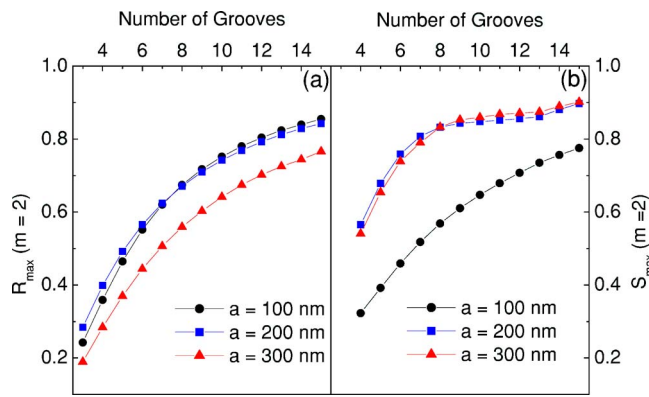 Number of Grooves Number of Grooves
4 6 8 10 12 14 4 6 8 10 12 14
(a) (b)
1.0 1.0
0.8 0.8
0.6 0.6
0.4 0.4
0.2 0.2
R_max (m = 2)
S_max (m =2)
a = 100 nm
a = 200 nm
a = 300 nm
a = 100 nm
a = 200 nm
a = 300 nm